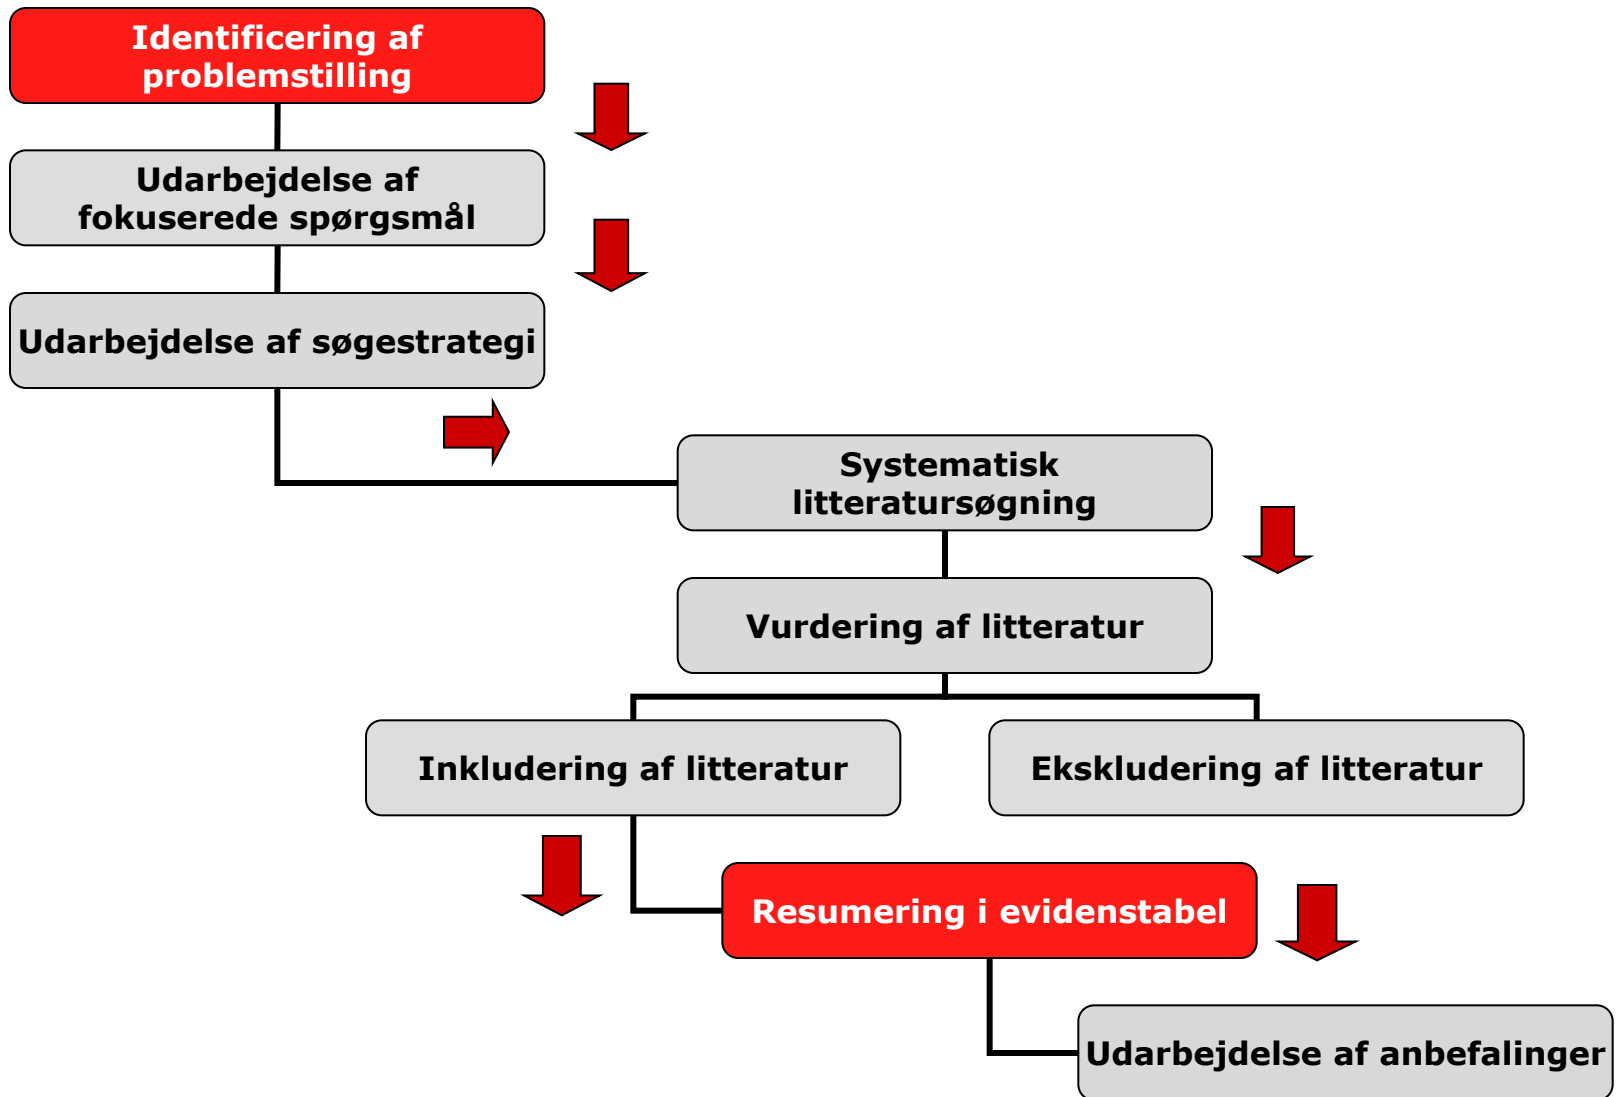 Identificering af
problemstilling
Udarbejdelse af
fokuserede spørgsmål
Udarbejdelse af søgestrategi
Systematisk
litteratursøgning
Vurdering af litteratur
Inkludering af litteratur
Ekskludering af litteratur
Resumering i evidenstabel
Udarbejdelse af anbefalinger